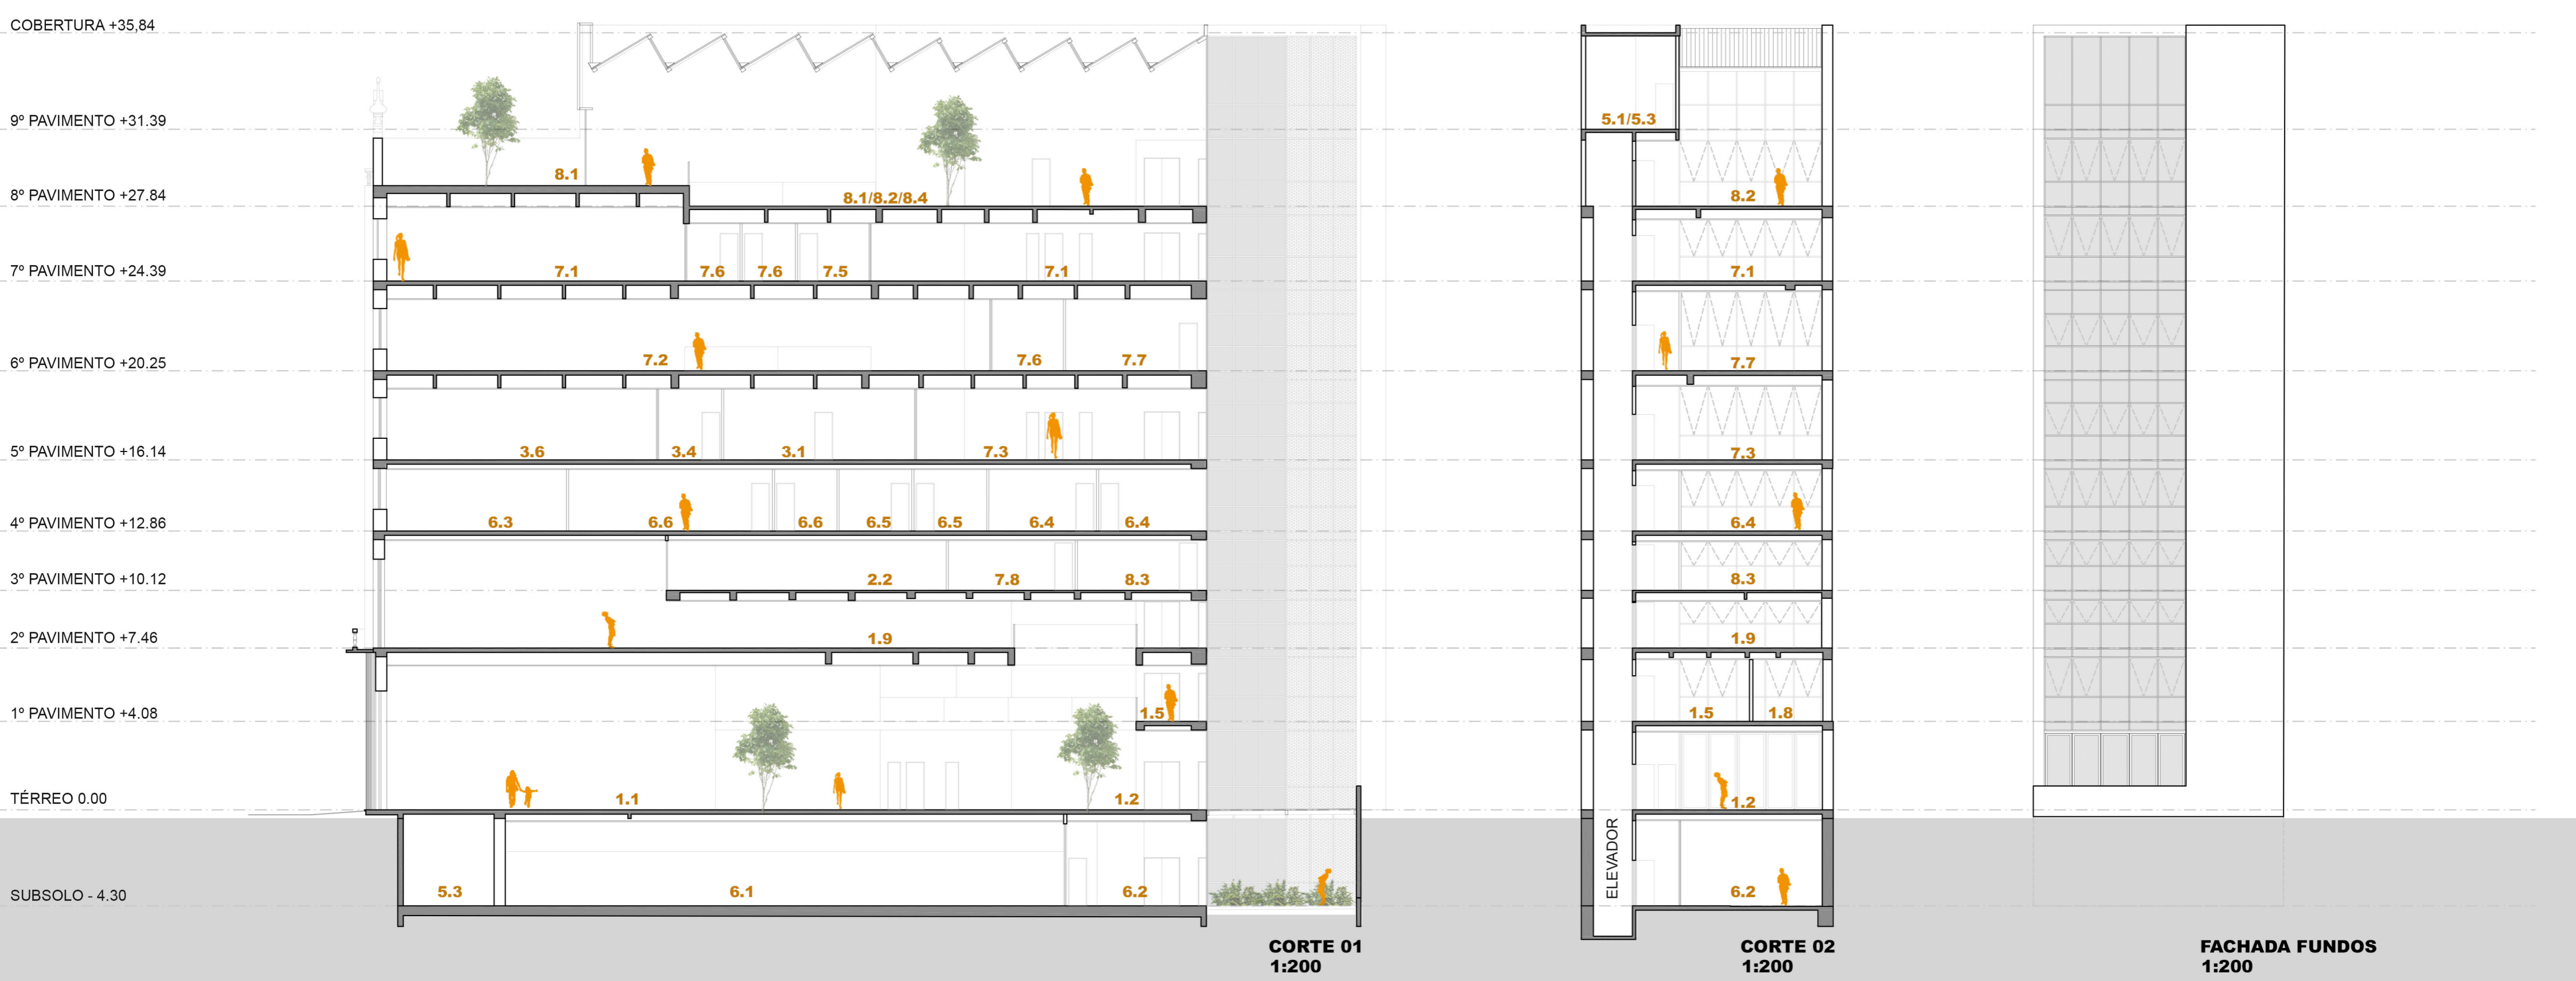 COBERTURA +35,84
9º PAVIMENTO +31.39
5.1/5.3
8.1
8º PAVIMENTO +27.84
8.1/8.2/8.4
8.2
7º PAVIMENTO +24.39
7.1
7.6
7.6
7.5
7.1
7.1
6º PAVIMENTO +20.25
7.2
7.6
7.7
7.7
5º PAVIMENTO +16.14
3.6
3.4
3.1
7.3
7.3
4º PAVIMENTO +12.86
6.3
6.6
6.6
6.5
6.5
6.4
6.4
6.4
3º PAVIMENTO +10.12
2.2
7.8
8.3
8.3
2º PAVIMENTO +7.46
1.9
1.9
1º PAVIMENTO +4.08
1.5
1.5
1.8
TÉRREO 0.00
1.1
1.2
1.2
ELEVADOR
SUBSOLO - 4.30
5.3
6.1
6.2
6.2
CORTE 01
1:200
CORTE 02
1:200
FACHADA FUNDOS
1:200